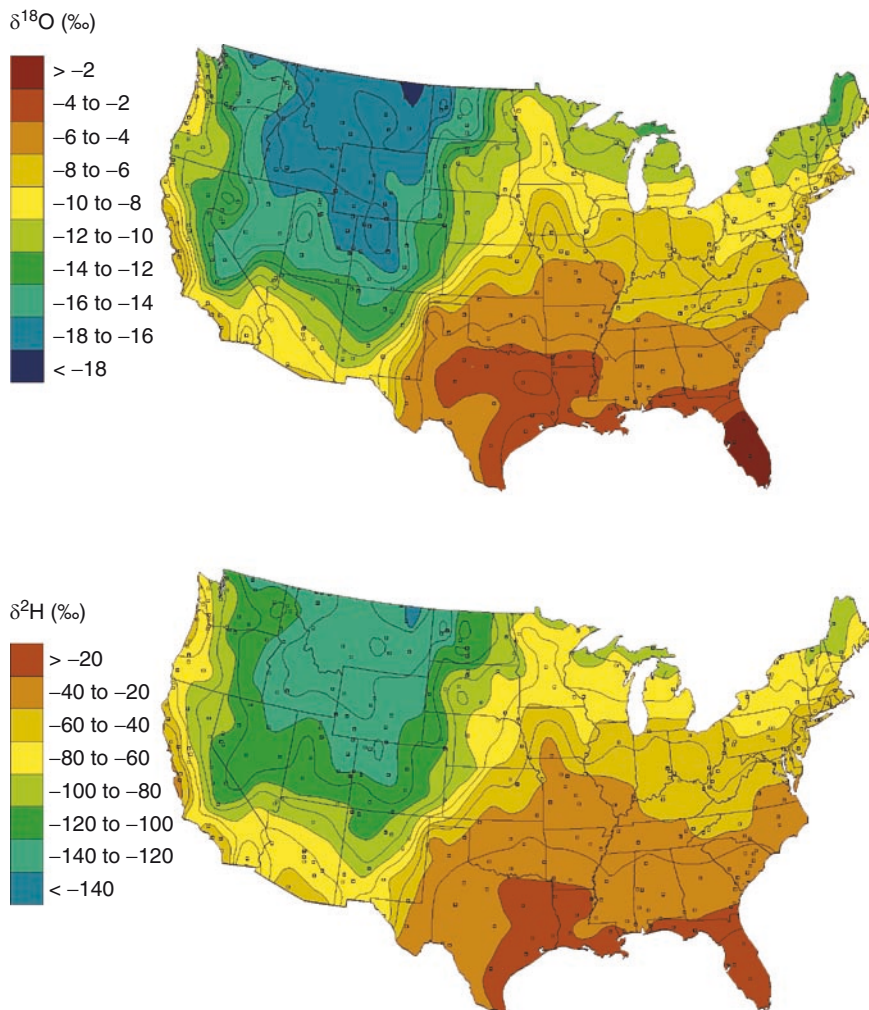 δ¹⁸O (‰)
> −2
−4 to −2
−6 to −4
−8 to −6
−10 to −8
−12 to −10
−14 to −12
−16 to −14
−18 to −16
< −18
δ²H (‰)
> −20
−40 to −20
−60 to −40
−80 to −60
−100 to −80
−120 to −100
−140 to −120
< −140